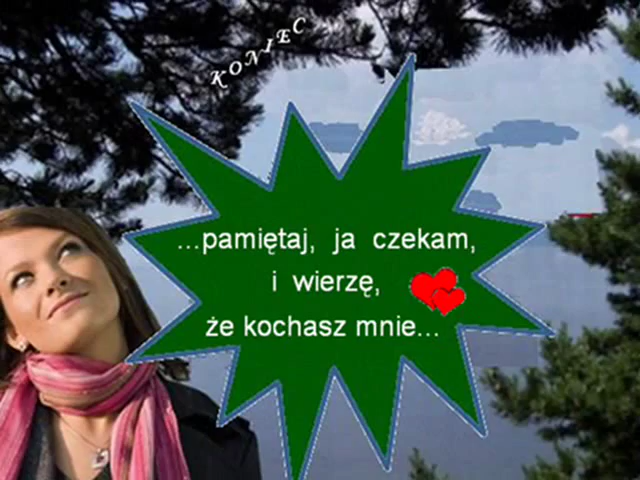 KONIEC
...pamiętaj, ja czekam,
i wierzę,
że kochasz mnie...